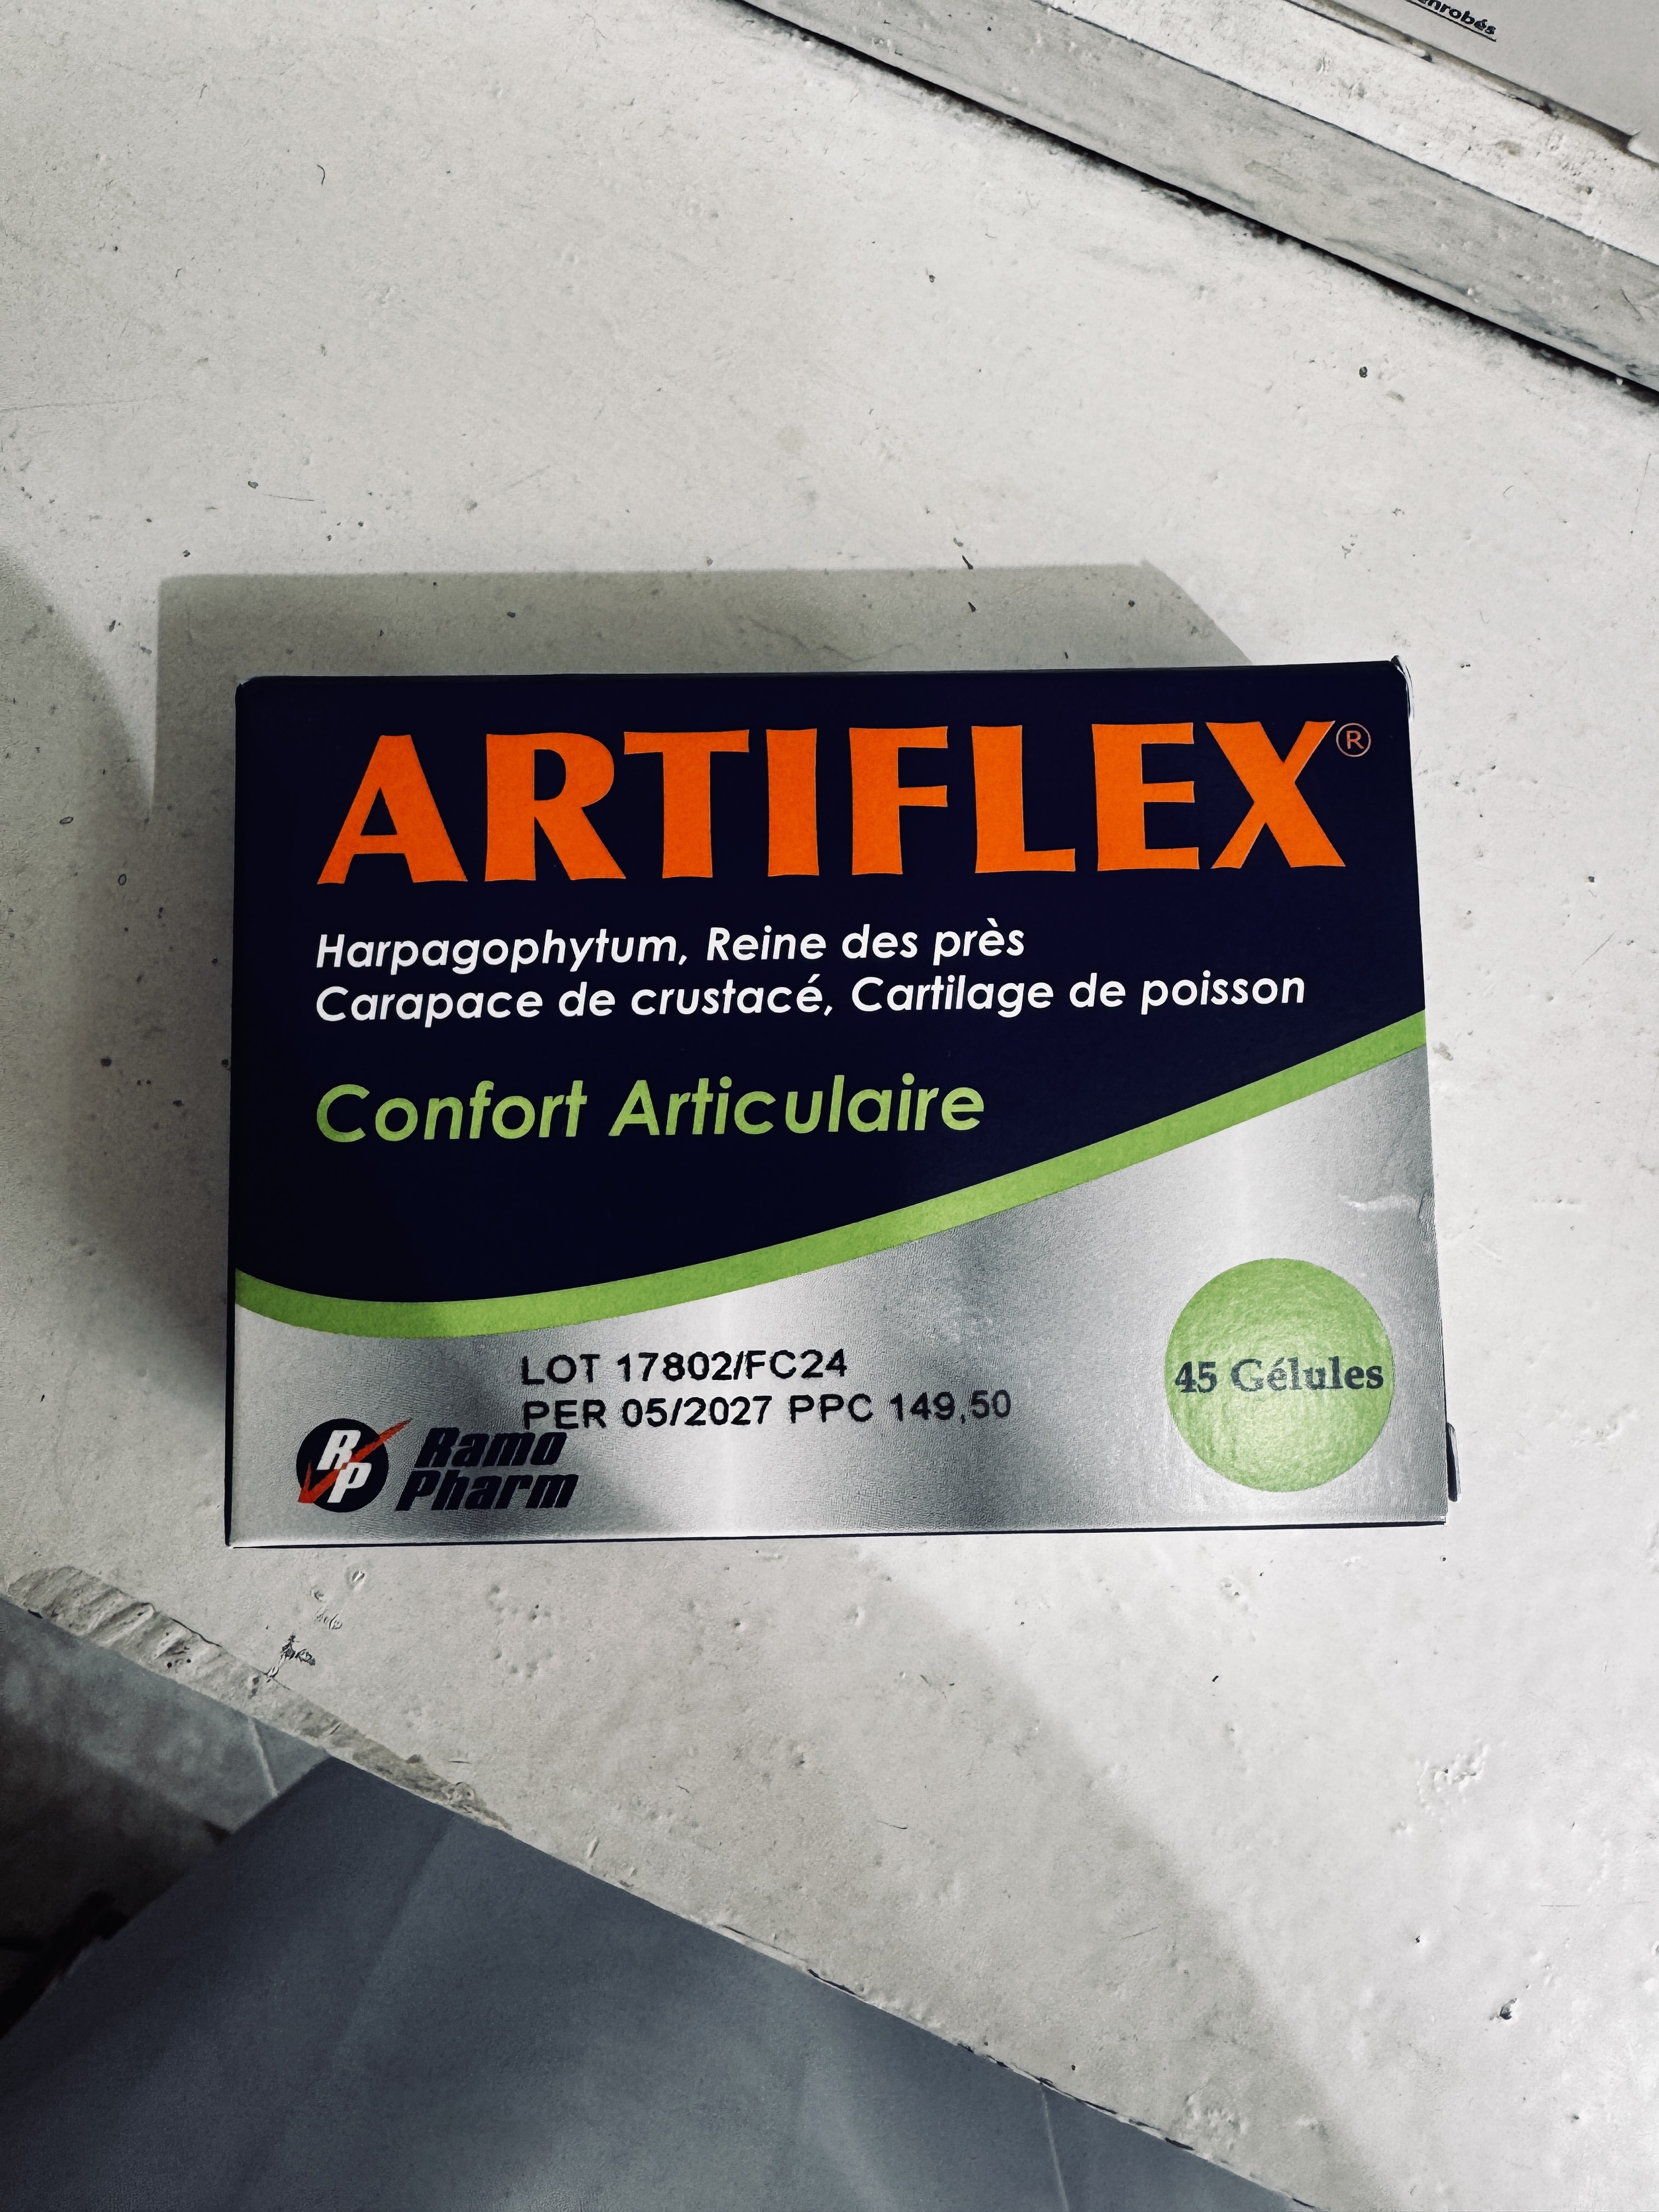 enrobés
ARTIFLEX®
Harpagophytum, Reine des près
Carapace de crustacé, Cartilage de poisson
Confort Articulaire
LOT 17802/FC24
PER 05/2027 PPC 149,50
45 Gélules
RP
Ramo
Pharm